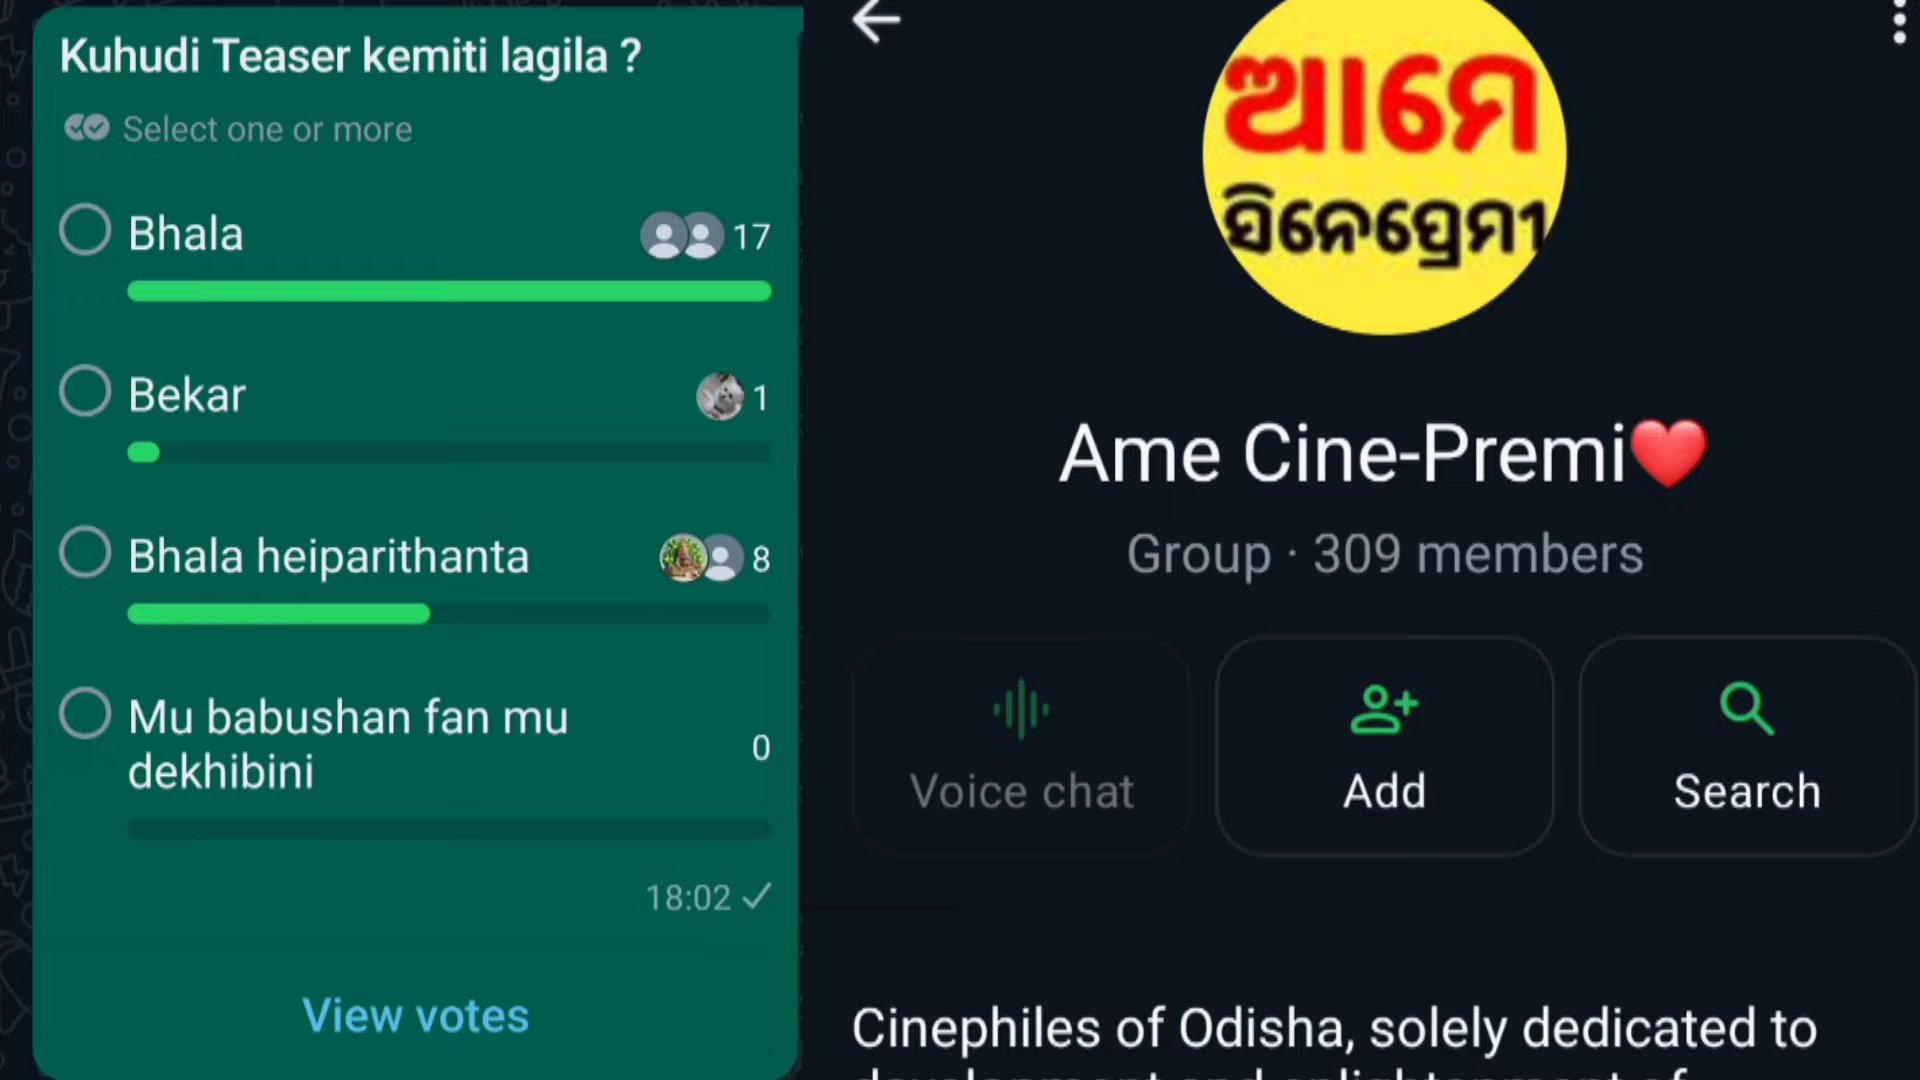 Kuhudi Teaser kemiti lagila ?
Select one or more
Bhala
17
Bekar
1
Bhala heiparithanta
8
Mu babushan fan mu
dekhibini
0
18:02
View votes
ଆମେ
ସିନେପ୍ରେମୀ
Ame Cine-Premi❤️
Group · 309 members
Voice chat
Add
Search
Cinephiles of Odisha, solely dedicated to